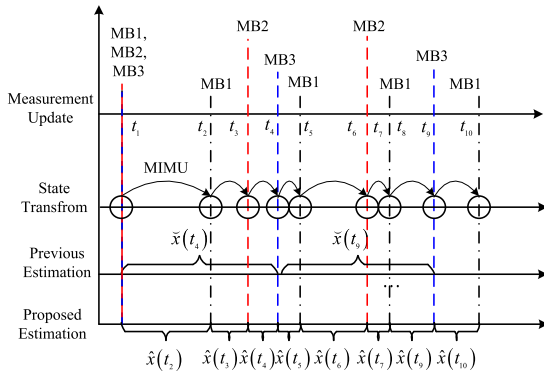 MB1,
MB2,
MB3
MB2
MB2
MB3
MB3
MB1
MB1
MB1
MB1
Measurement
Update
t1 t2 t3 t4 t5 t6 t7 t8 t9 t10
State
Transfrom
MIMU
Previous
Estimation
x̆(t4) x̆(t9)
...
Proposed
Estimation
x̂(t2) x̂(t3) x̂(t4) x̂(t5) x̂(t6) x̂(t7) x̂(t9) x̂(t10)